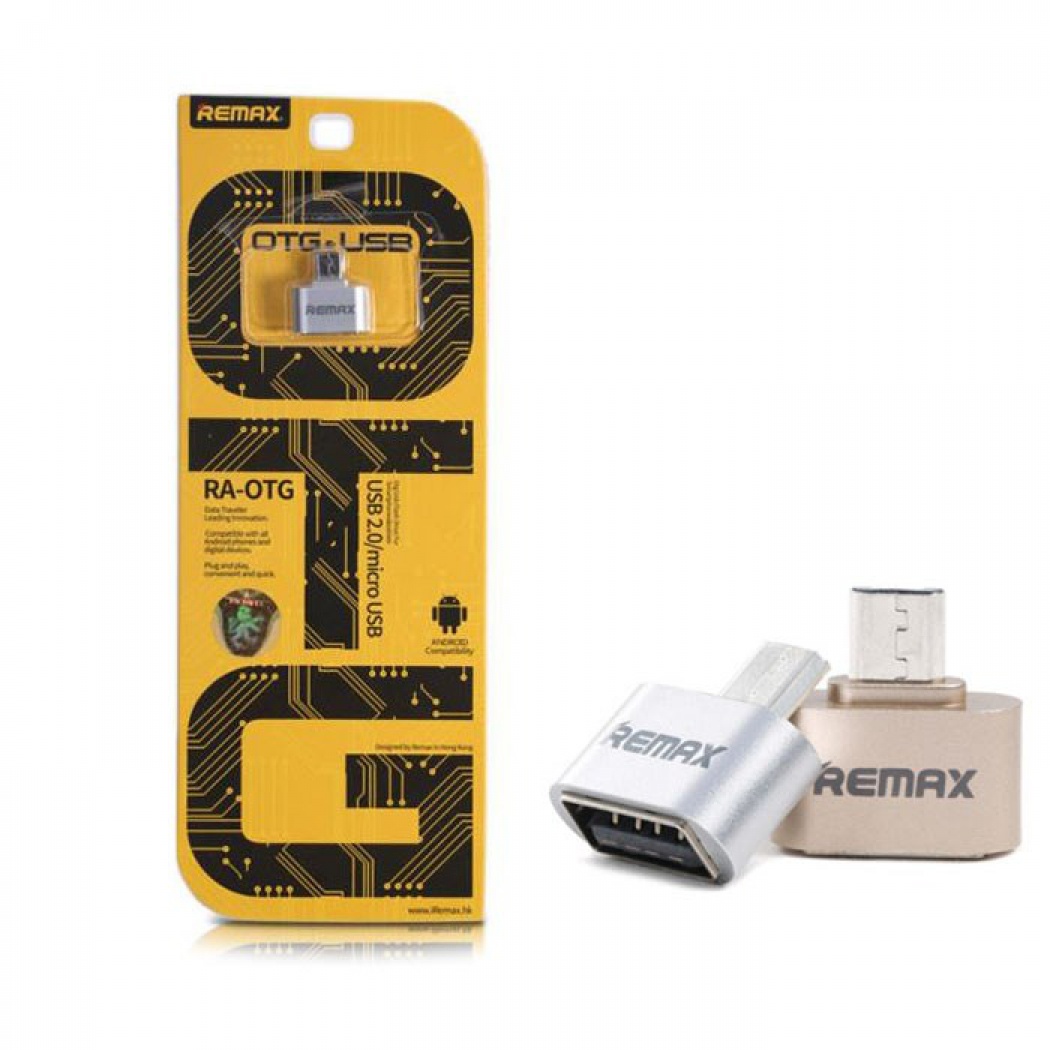 REMAX
OTG·USB
REMAX
RA-OTG
Data Traveller
Leading Innovation.
Compatible with all
Android phones and
digital devices.
Plug and play,
convenient and quick.
USB 2.0/micro USB
ANDROID
Compatibility
Designed by Remax in Hong Kong
www.iRemax.hk
REMAX
REMAX